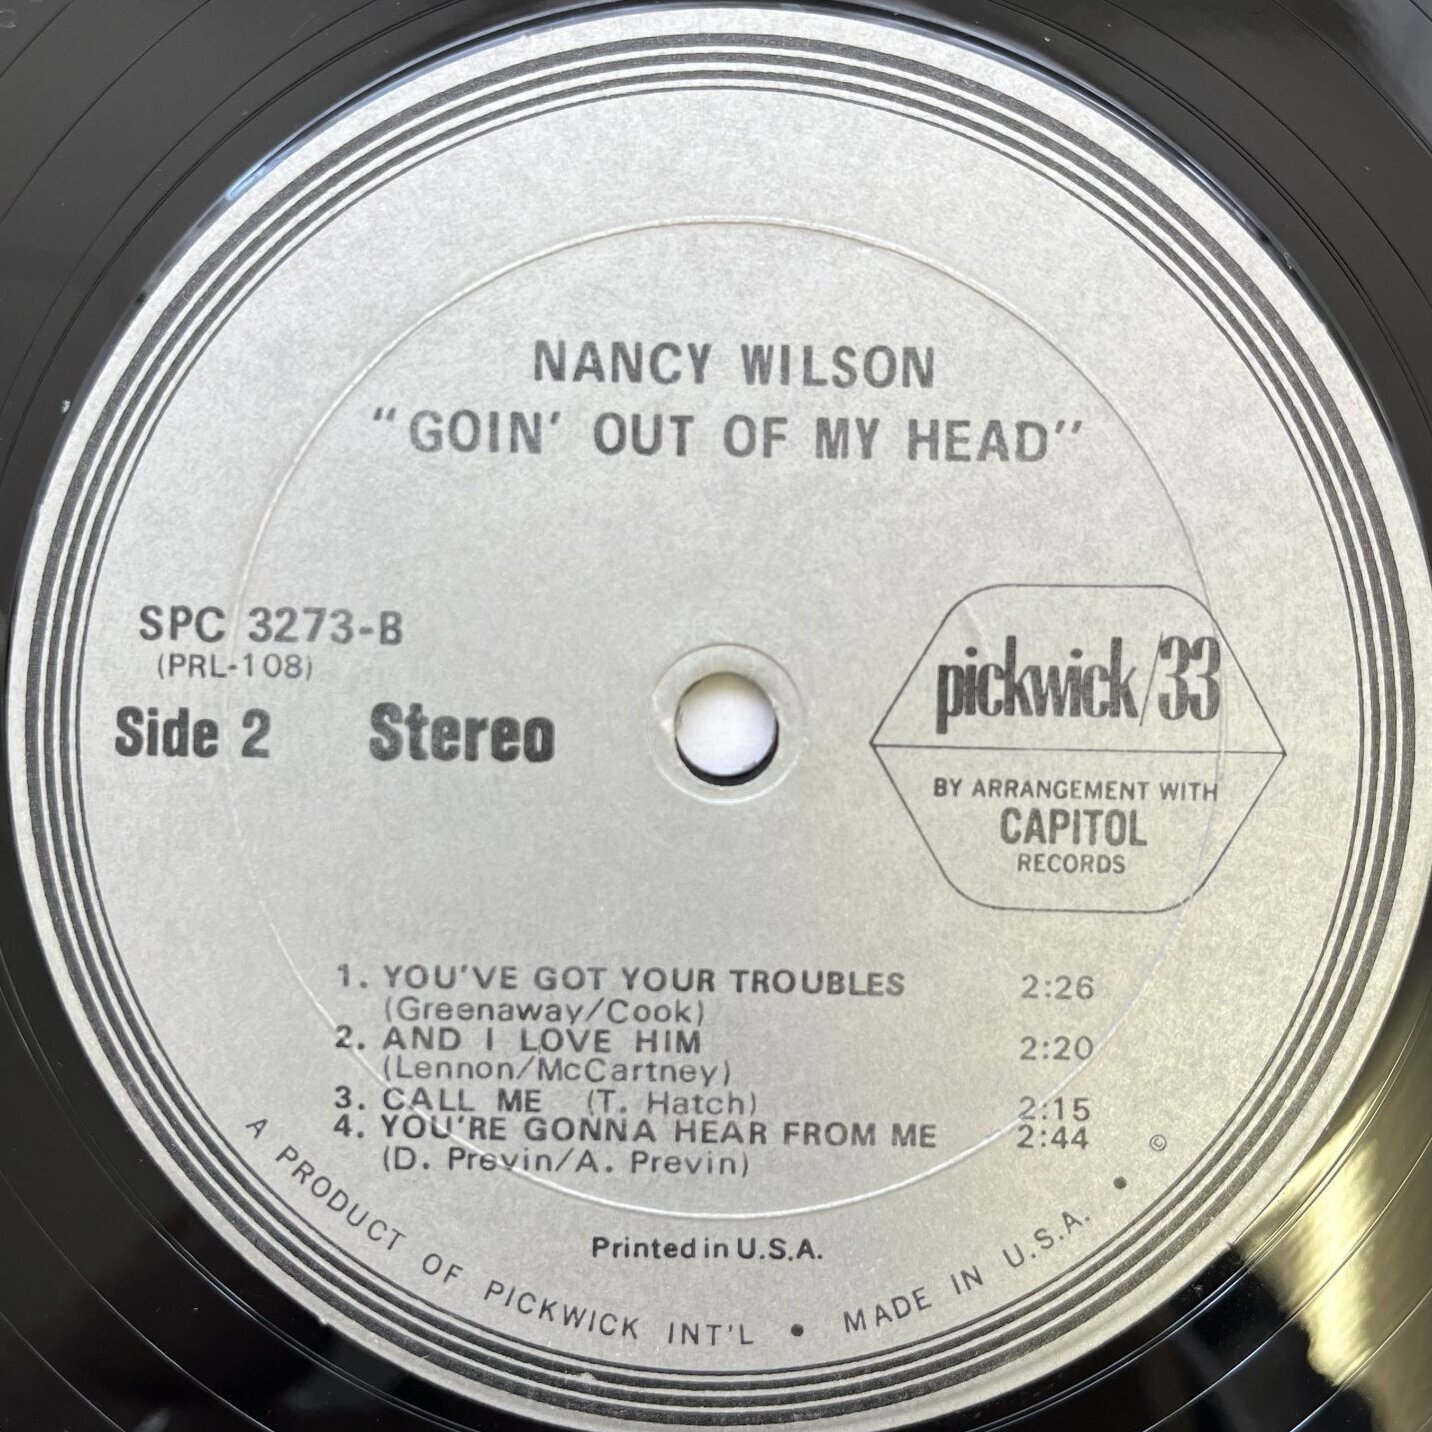 NANCY WILSON
"GOIN' OUT OF MY HEAD"
SPC 3273-B
(PRL-108)
Side 2 Stereo
pickwick/33
BY ARRANGEMENT WITH
CAPITOL
RECORDS
1. YOU'VE GOT YOUR TROUBLES 2:26
(Greenaway/Cook)
2. AND I LOVE HIM 2:20
(Lennon/McCartney)
3. CALL ME (T. Hatch) 2:15
4. YOU'RE GONNA HEAR FROM ME 2:44
(D. Previn/A. Previn)
Printed in U.S.A.
A PRODUCT OF PICKWICK INT'L • MADE IN U.S.A. • ©